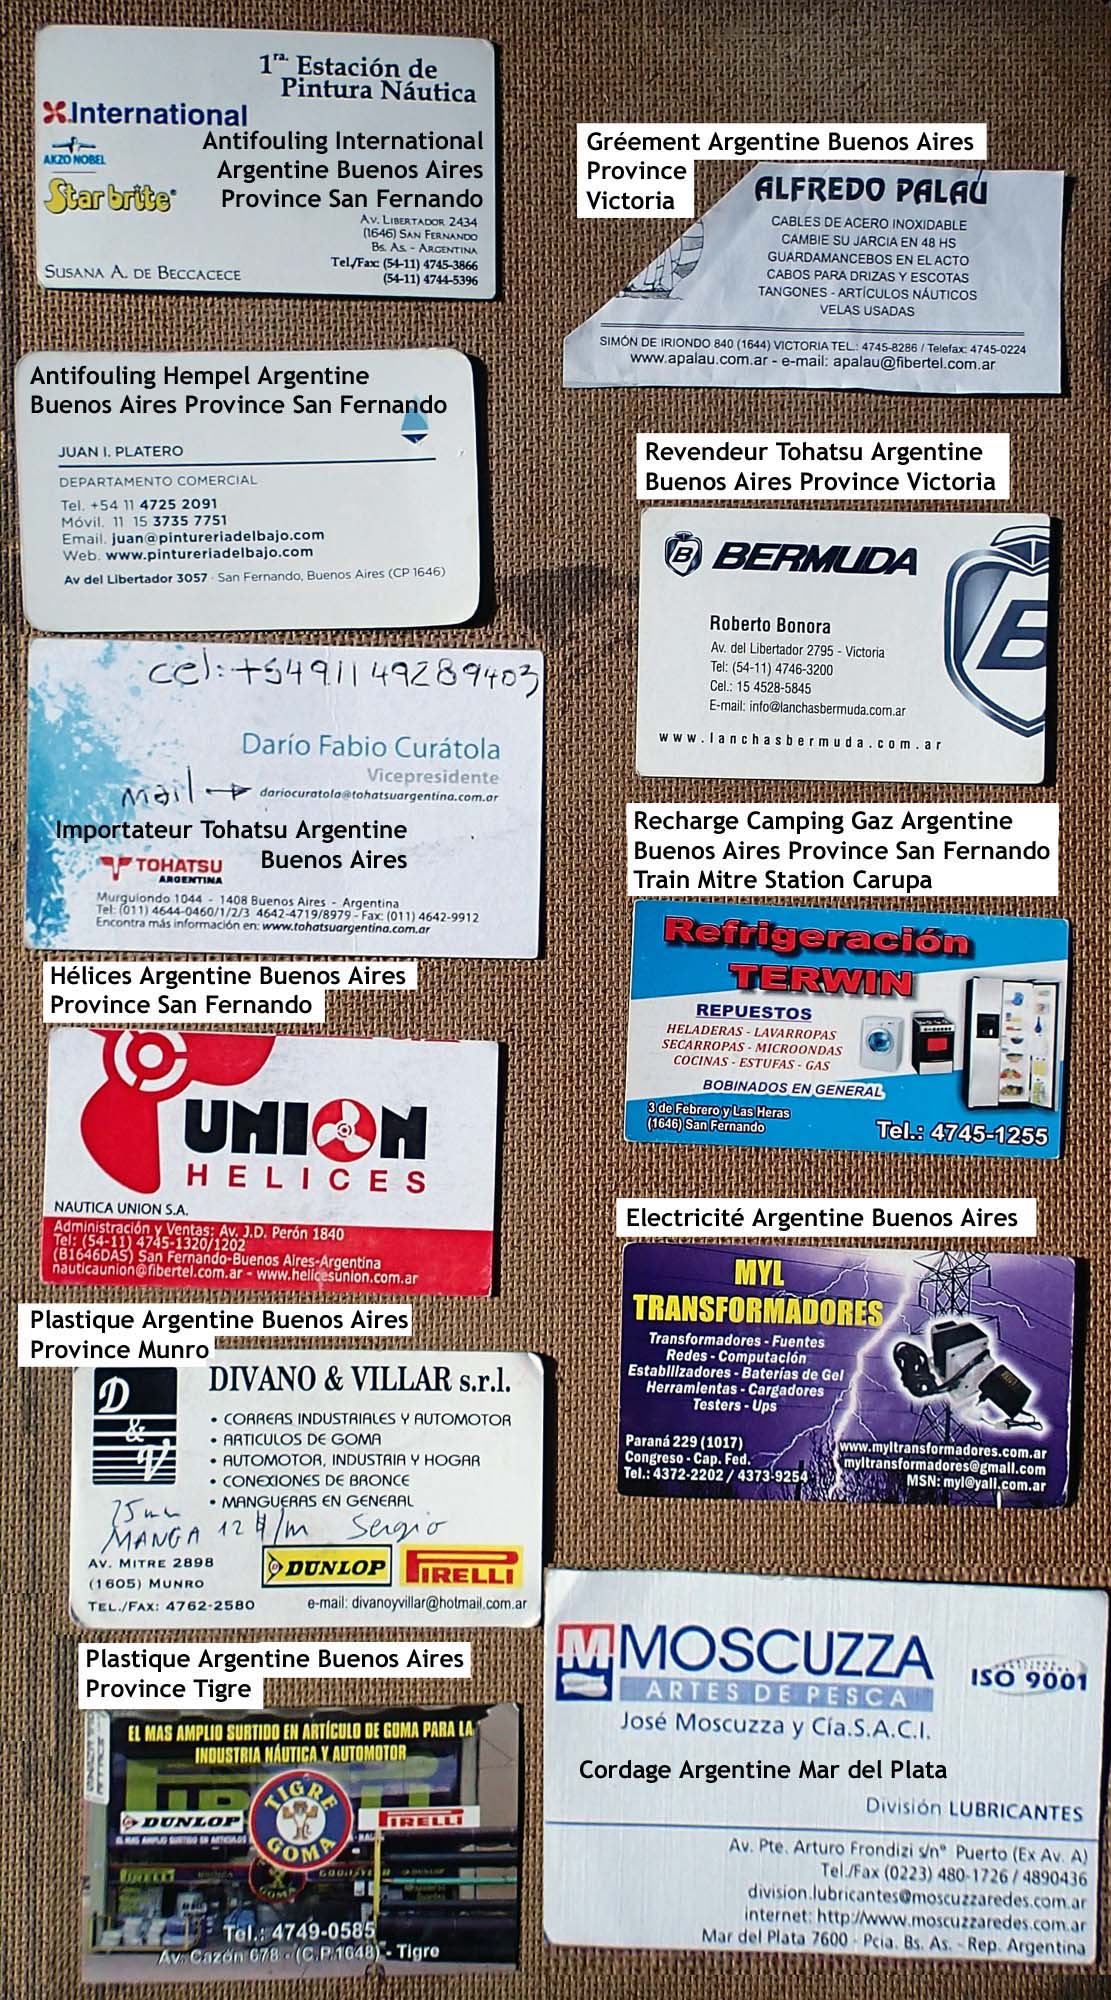 1ra. Estación de
Pintura Náutica
International
AKZO NOBEL
Star brite
Antifouling International
Argentine Buenos Aires
Province San Fernando
Av. Libertador 2434
(1646) San Fernando
Bs. As. - Argentina
Tel./Fax: (54-11) 4745-3866
(54-11) 4744-5396
Susana A. de Beccacece
Gréement Argentine Buenos Aires
Province
Victoria
ALFREDO PALAU
CABLES DE ACERO INOXIDABLE
CAMBIE SU JARCIA EN 48 HS
GUARDAMANCEBOS EN EL ACTO
CABOS PARA DRIZAS Y ESCOTAS
TANGONES - ARTÍCULOS NÁUTICOS
VELAS USADAS
SIMÓN DE IRIONDO 840 (1644) VICTORIA TEL.: 4745-8286 / Telefax: 4745-0224
www.apalau.com.ar - e-mail: apalau@fibertel.com.ar
Antifouling Hempel Argentine
Buenos Aires Province San Fernando
JUAN I. PLATERO
DEPARTAMENTO COMERCIAL
Tel. +54 11 4725 2091
Móvil. 11 15 3735 7751
Email. juan@pintureriadelbajo.com
Web. www.pintureriadelbajo.com
Av del Libertador 3057 · San Fernando, Buenos Aires (CP 1646)
Revendeur Tohatsu Argentine
Buenos Aires Province Victoria
B BERMUDA
B
Roberto Bonora
Av. del Libertador 2795 - Victoria
Tel: (54-11) 4746-3200
Cel.: 15 4528-5845
E-mail: info@lanchasbermuda.com.ar
www.lanchasbermuda.com.ar
cel: +5491149289403
Darío Fabio Curátola
Vicepresidente
mail → dariocuratola@tohatsuargentina.com.ar
Importateur Tohatsu Argentine
Buenos Aires
TOHATSU
ARGENTINA
Murguiondo 1044 - 1408 Buenos Aires - Argentina
Tel: (011) 4644-0460/1/2/3 4642-4719/8979 - Fax: (011) 4642-9912
Encontra más información en: www.tohatsuargentina.com.ar
Recharge Camping Gaz Argentine
Buenos Aires Province San Fernando
Train Mitre Station Carupa
Refrigeración
TERWIN
REPUESTOS
HELADERAS - LAVARROPAS
SECARROPAS - MICROONDAS
COCINAS - ESTUFAS - GAS
BOBINADOS EN GENERAL
3 de Febrero y Las Heras
(1646) San Fernando
Tel.: 4745-1255
Hélices Argentine Buenos Aires
Province San Fernando
UNION
HELICES
NAUTICA UNION S.A.
Administración y Ventas: Av. J.D. Perón 1840
Tel: (54-11) 4745-1320/1202
(B1646DAS) San Fernando-Buenos Aires-Argentina
nauticaunion@fibertel.com.ar - www.helicesunion.com.ar
Electricité Argentine Buenos Aires
MYL
TRANSFORMADORES
Transformadores - Fuentes
Redes - Computación
Estabilizadores - Baterías de Gel
Herramientas - Cargadores
Testers - Ups
Paraná 229 (1017)
Congreso - Cap. Fed.
Tel.: 4372-2202 / 4373-9254
www.myltransformadores.com.ar
myltransformadores@gmail.com
MSN: myl@yall.com.ar
Plastique Argentine Buenos Aires
Province Munro
D & V
DIVANO & VILLAR s.r.l.
• CORREAS INDUSTRIALES Y AUTOMOTOR
• ARTICULOS DE GOMA
• AUTOMOTOR, INDUSTRIA Y HOGAR
• CONEXIONES DE BRONCE
• MANGUERAS EN GENERAL
75mm
MANGA 12 $/m Sergio
Av. Mitre 2898
(1605) Munro
Tel./Fax: 4762-2580
DUNLOP PIRELLI
e-mail: divanoyvillar@hotmail.com.ar
Plastique Argentine Buenos Aires
Province Tigre
EL MAS AMPLIO SURTIDO EN ARTÍCULO DE GOMA PARA LA
INDUSTRIA NÁUTICA Y AUTOMOTOR
DUNLOP
TIGRE
GOMA
PIRELLI
Tel.: 4749-0585
Av. Cazón 678 - (C.P.1648) - Tigre
M MOSCUZZA
ARTES DE PESCA
ISO 9001
José Moscuzza y Cía.S.A.C.I.
Cordage Argentine Mar del Plata
División LUBRICANTES
Av. Pte. Arturo Frondizi s/nº Puerto (Ex Av. A)
Tel./Fax (0223) 480-1726 / 4890436
division.lubricantes@moscuzzaredes.com.ar
internet: http://www.moscuzzaredes.com.ar
Mar del Plata 7600 - Pcia. Bs. As. - Rep. Argentina